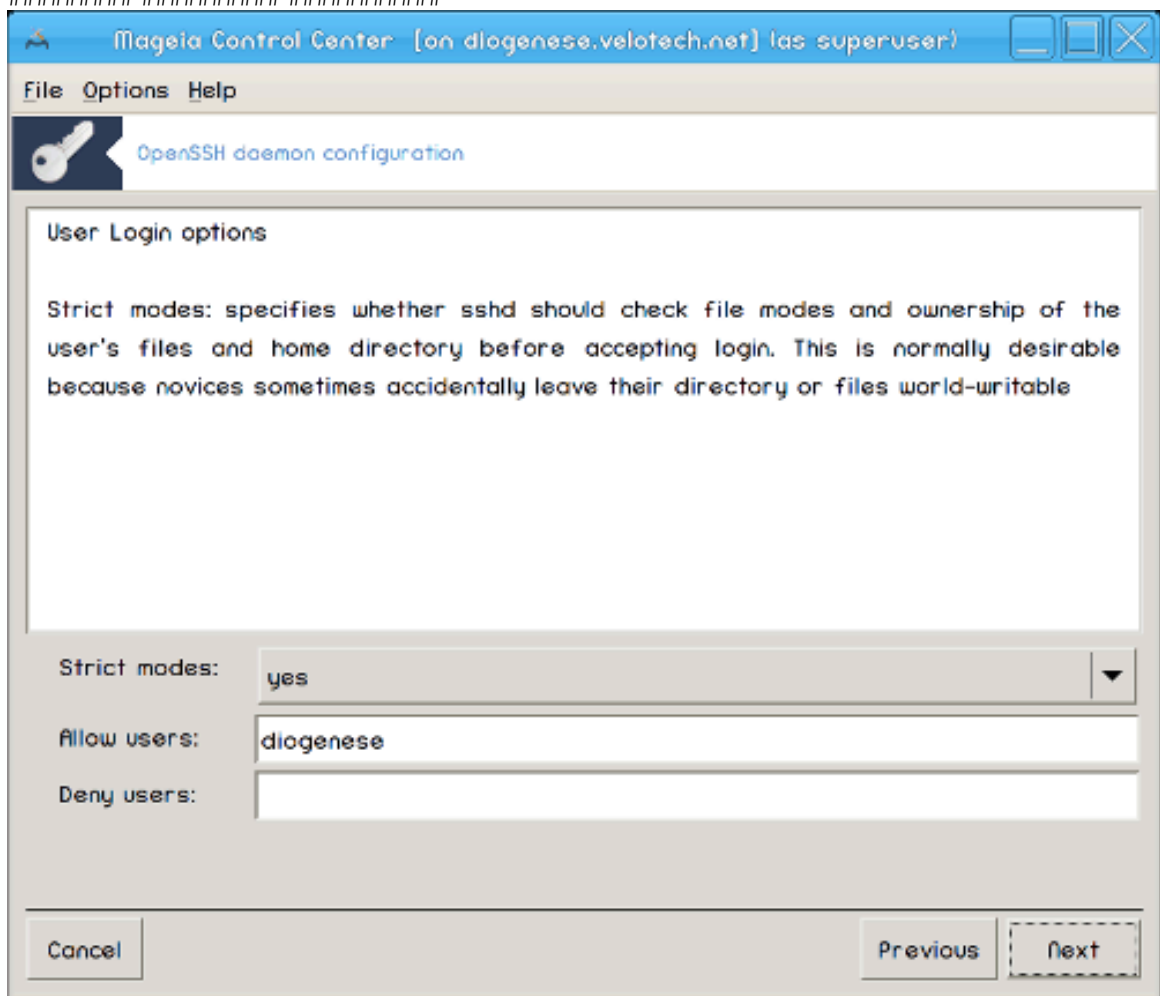 Mageia Control Center [on diogenese.velotech.net] (as superuser)
File Options Help
OpenSSH daemon configuration
User Login options
Strict modes: specifies whether sshd should check file modes and ownership of the
user's files and home directory before accepting login. This is normally desirable
because novices sometimes accidentally leave their directory or files world-writable
Strict modes: yes
Allow users: diogenese
Deny users:
Cancel Previous Next